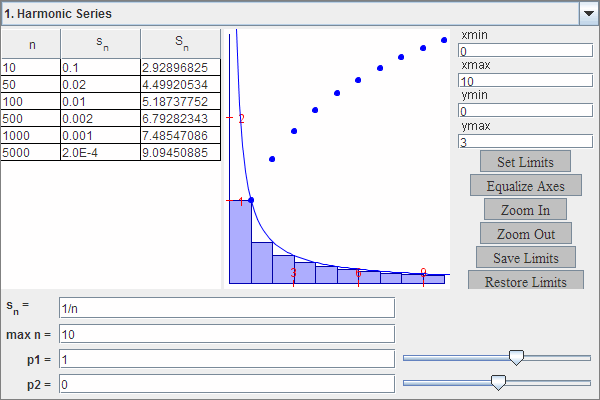 1. Harmonic Series
n sn Sn
10 0.1 2.92896825
50 0.02 4.49920534
100 0.01 5.18737752
500 0.002 6.79282343
1000 0.001 7.48547086
5000 2.0E-4 9.09450885
2
1
3 6 9
xmin
0
xmax
10
ymin
0
ymax
3
Set Limits
Equalize Axes
Zoom In
Zoom Out
Save Limits
Restore Limits
sn = 1/n
max n = 10
p1 = 1
p2 = 0